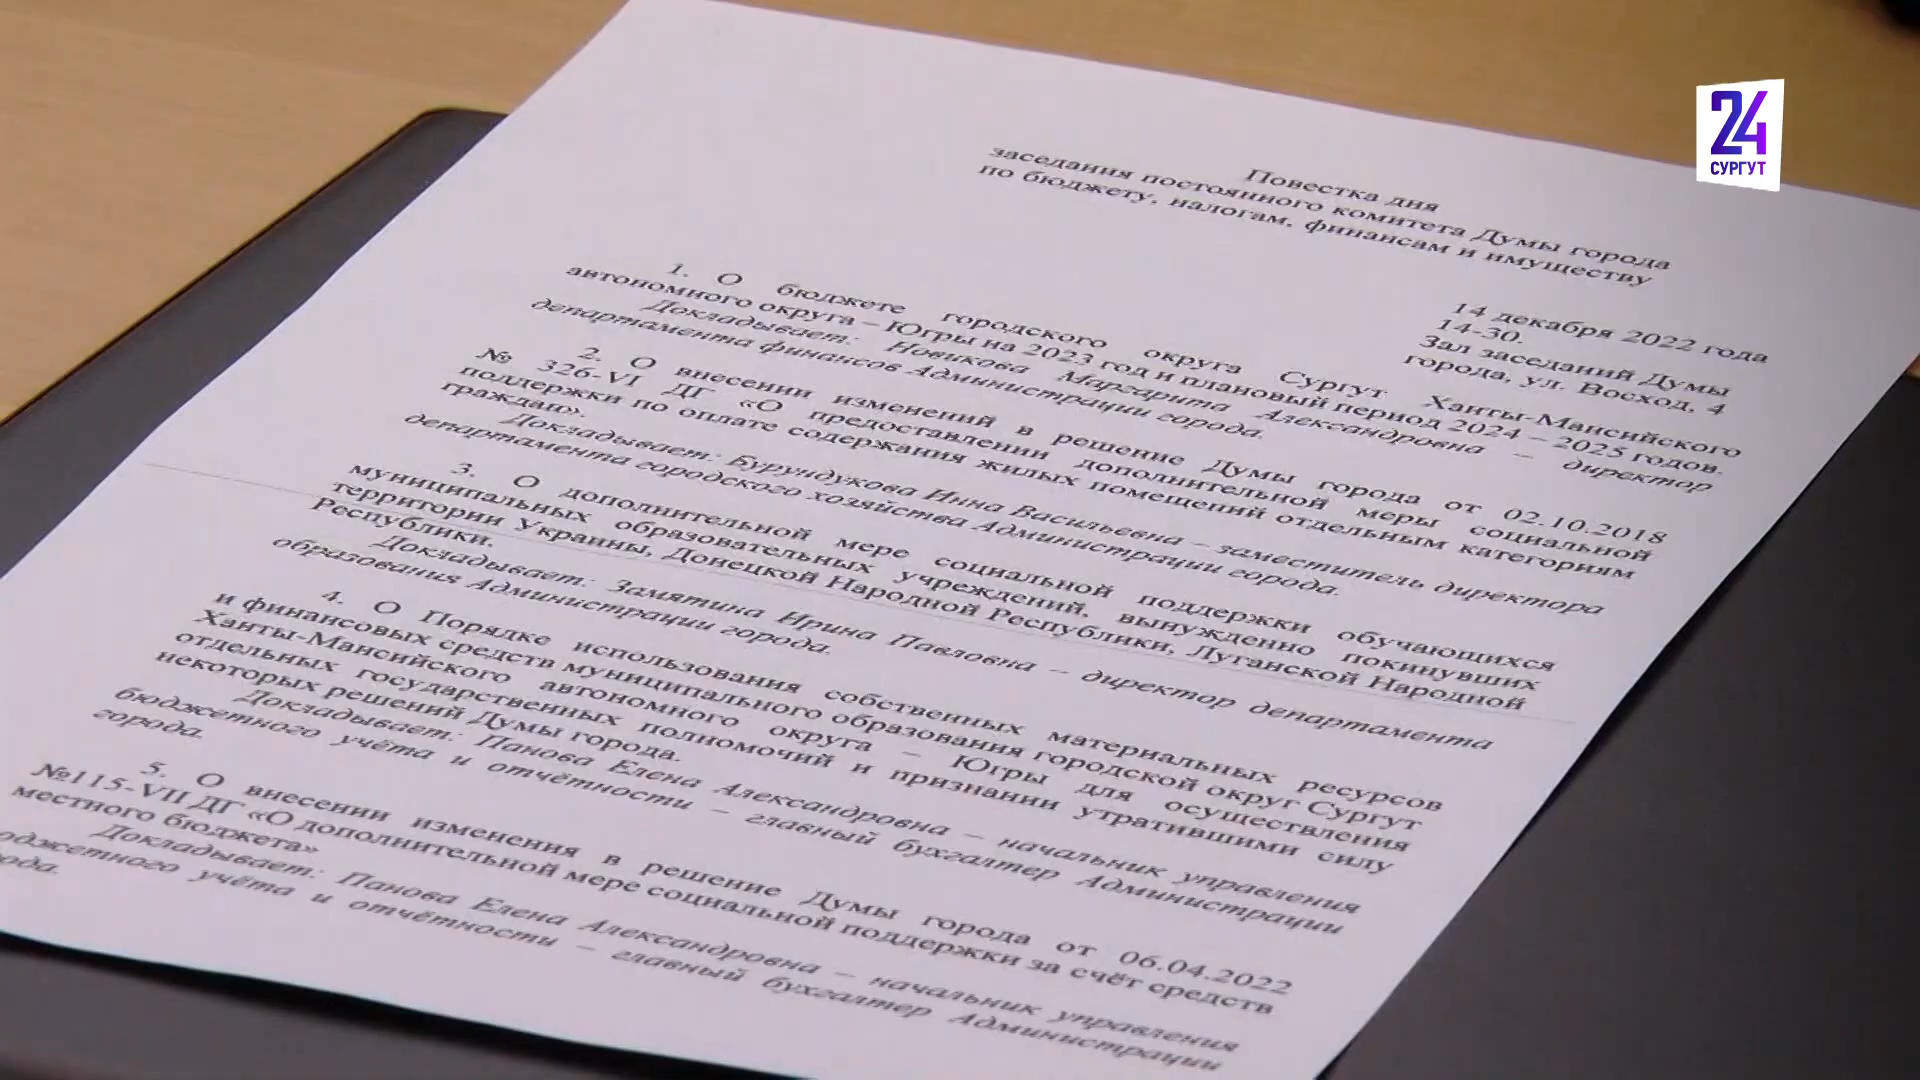 24
СУРГУТ
Повестка дня
заседания постоянного комитета Думы города
по бюджету, налогам, финансам и имуществу
14 декабря 2022 года
14-30.
Зал заседаний Думы
города, ул. Восход, 4
1. О бюджете городского округа Сургут Ханты-Мансийского
автономного округа – Югры на 2023 год и плановый период 2024 – 2025 годов.
Докладывает: Новикова Маргарита Александровна – директор
департамента финансов Администрации города.
2. О внесении изменений в решение Думы города от 02.10.2018
№ 326-VI ДГ «О предоставлении дополнительной меры социальной
поддержки по оплате содержания жилых помещений отдельным категориям
граждан».
Докладывает: Бурундукова Инна Васильевна – заместитель директора
департамента городского хозяйства Администрации города.
3. О дополнительной мере социальной поддержки обучающихся
муниципальных образовательных учреждений, вынужденно покинувших
территории Украины, Донецкой Народной Республики, Луганской Народной
Республики.
Докладывает: Замятина Ирина Павловна – директор департамента
образования Администрации города.
4. О Порядке использования собственных материальных ресурсов
и финансовых средств муниципального образования городской округ Сургут
Ханты-Мансийского автономного округа – Югры для осуществления
отдельных государственных полномочий и признании утратившими силу
некоторых решений Думы города.
Докладывает: Панова Елена Александровна – начальник управления
бюджетного учёта и отчётности – главный бухгалтер Администрации
города.
5. О внесении изменения в решение Думы города от 06.04.2022
№115-VII ДГ «О дополнительной мере социальной поддержки за счёт средств
местного бюджета»
Докладывает: Панова Елена Александровна – начальник управления
юджетного учёта и отчётности – главный бухгалтер Администрации
рода.